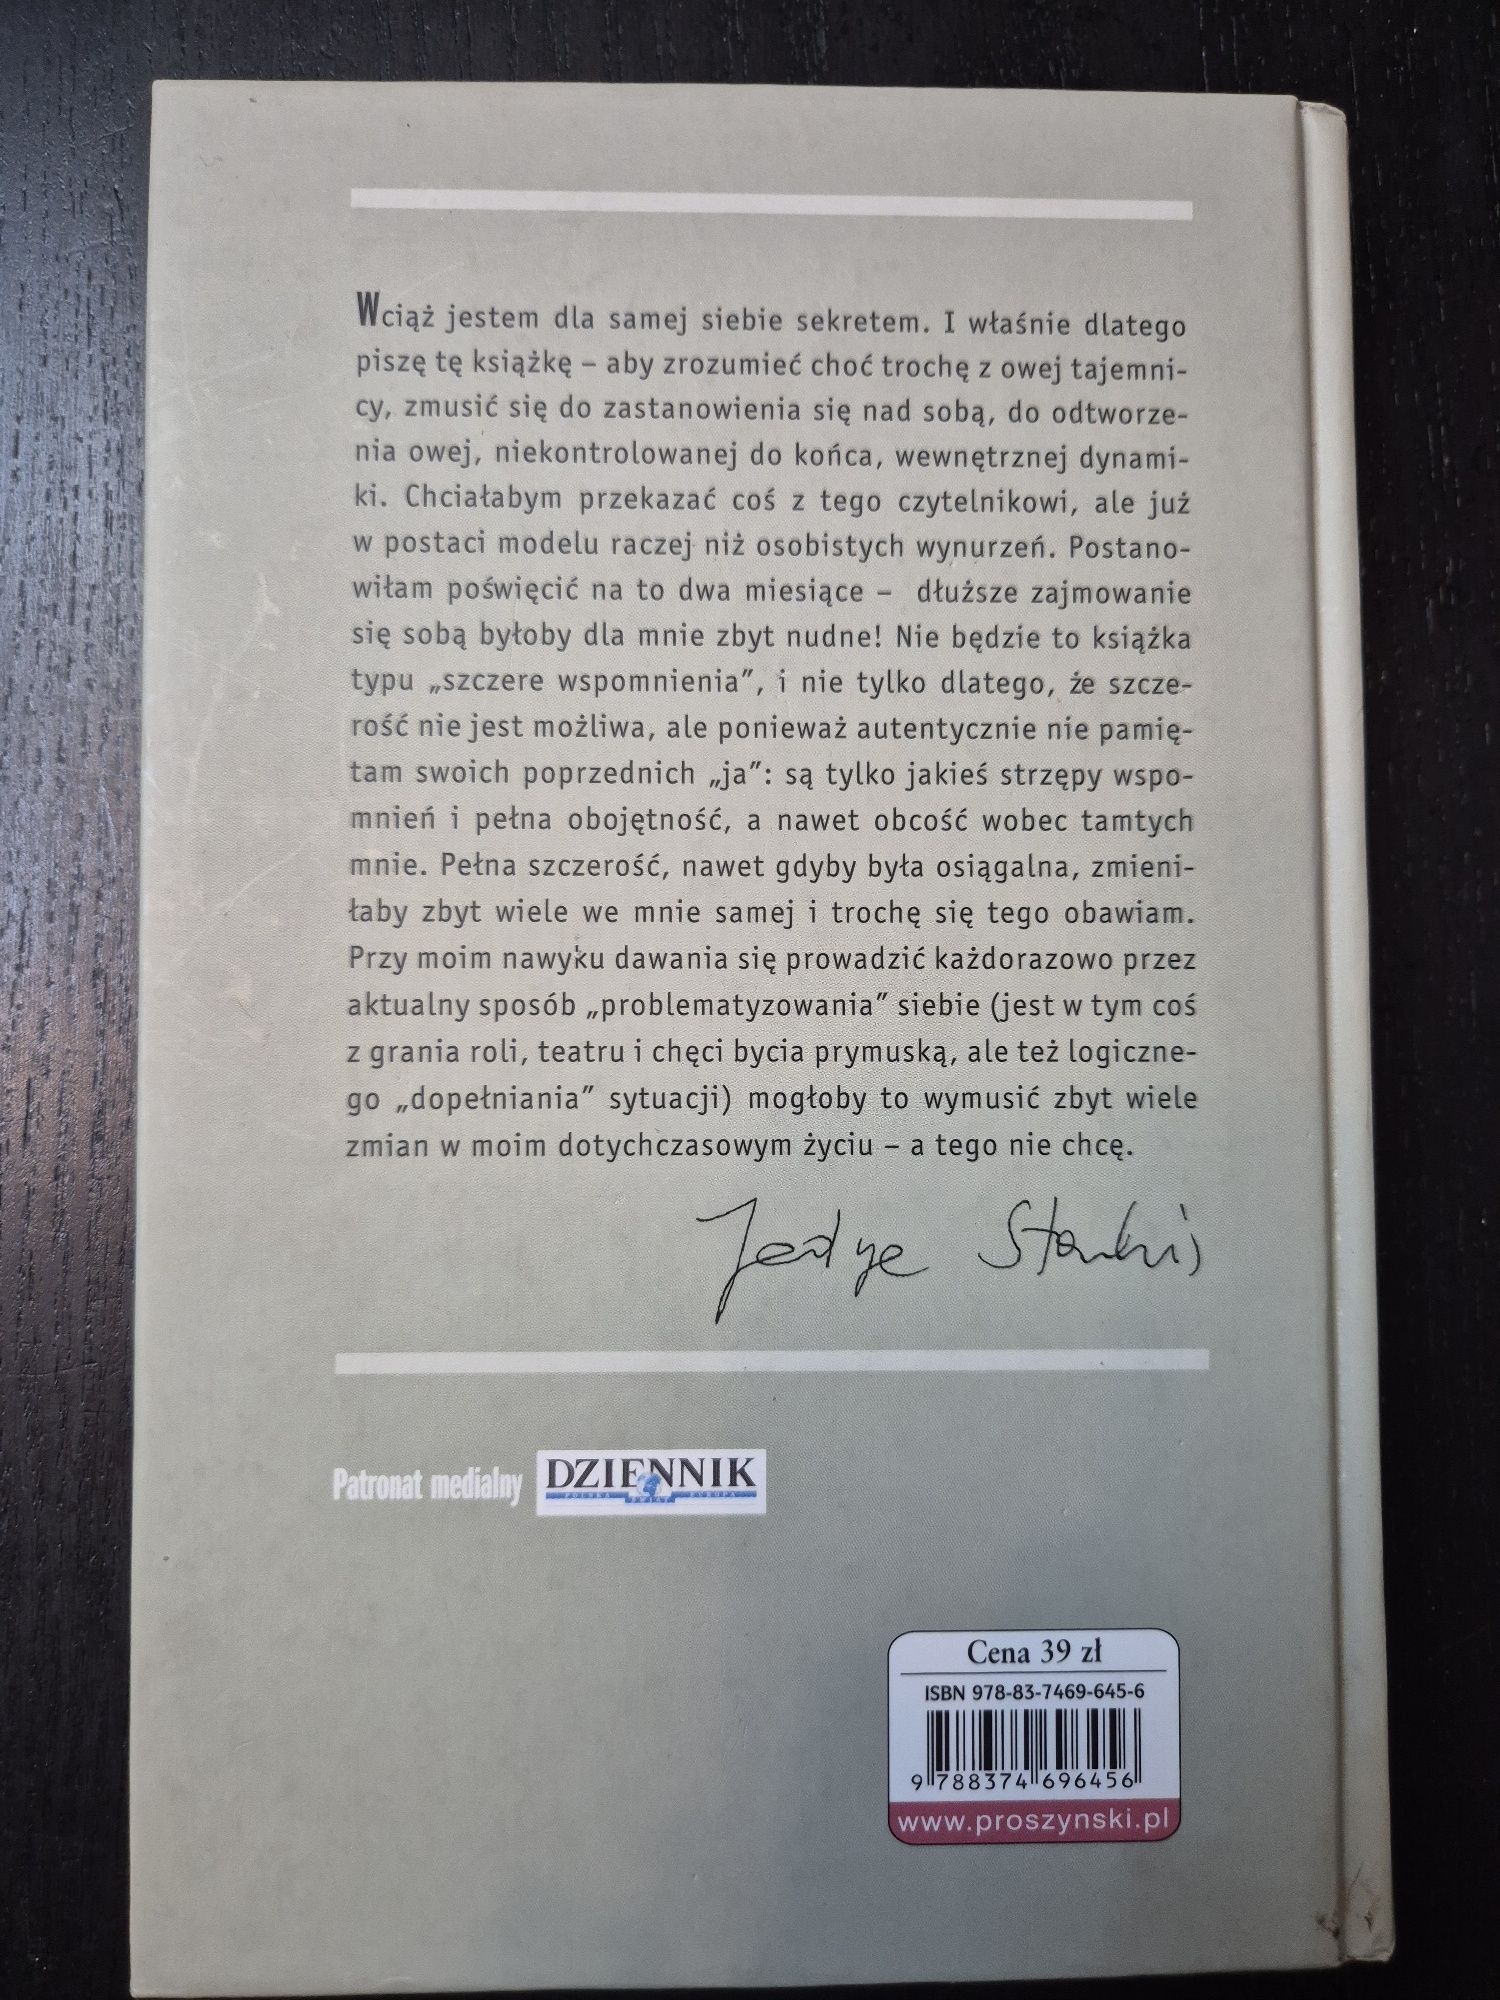 Wciąż jestem dla samej siebie sekretem. I właśnie dlatego
piszę tę książkę – aby zrozumieć choć trochę z owej tajemni-
cy, zmusić się do zastanowienia się nad sobą, do odtworze-
nia owej, niekontrolowanej do końca, wewnętrznej dynami-
ki. Chciałabym przekazać coś z tego czytelnikowi, ale już
w postaci modelu raczej niż osobistych wynurzeń. Postano-
wiłam poświęcić na to dwa miesiące – dłuższe zajmowanie
się sobą byłoby dla mnie zbyt nudne! Nie będzie to książka
typu „szczere wspomnienia”, i nie tylko dlatego, że szcze-
rość nie jest możliwa, ale ponieważ autentycznie nie pamię-
tam swoich poprzednich „ja”: są tylko jakieś strzępy wspo-
mnień i pełna obojętność, a nawet obcość wobec tamtych
mnie. Pełna szczerość, nawet gdyby była osiągalna, zmieni-
łaby zbyt wiele we mnie samej i trochę się tego obawiam.
Przy moim nawyku dawania się prowadzić każdorazowo przez
aktualny sposób „problematyzowania” siebie (jest w tym coś
z grania roli, teatru i chęci bycia prymuską, ale też logiczne-
go „dopełniania” sytuacji) mogłoby to wymusić zbyt wiele
zmian w moim dotychczasowym życiu – a tego nie chcę.
Patronat medialny
DZIENNIK
POLSKA ŚWIAT EUROPA
Cena 39 zł
ISBN 978-83-7469-645-6
9 788374 696456
www.proszynski.pl